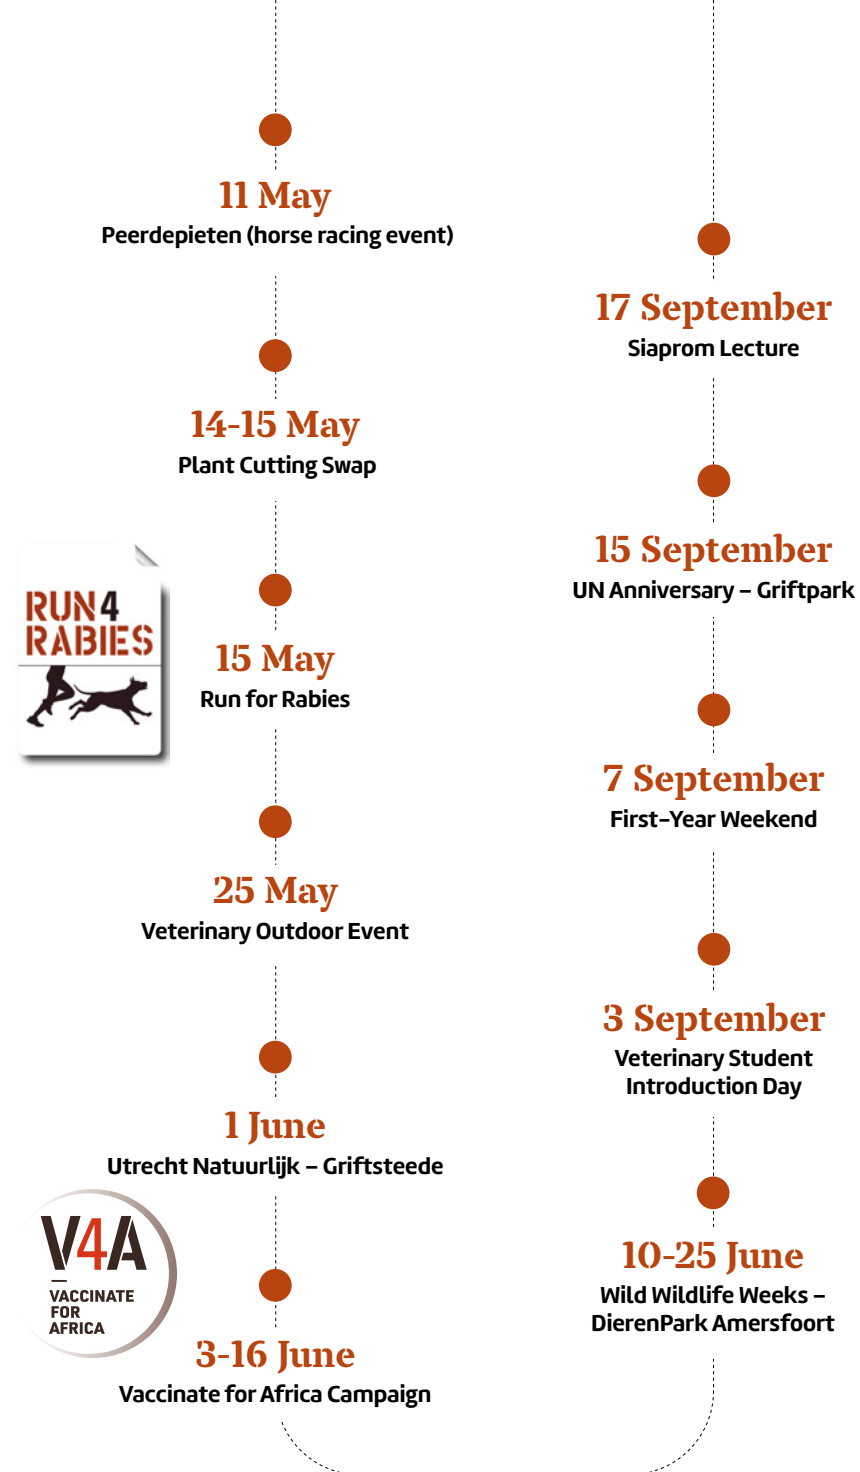 11 May
Peerdepieten (horse racing event)
14-15 May
Plant Cutting Swap
RUN4
RABIES
15 May
Run for Rabies
25 May
Veterinary Outdoor Event
1 June
Utrecht Natuurlijk – Griftsteede
V4A
VACCINATE
FOR
AFRICA
3-16 June
Vaccinate for Africa Campaign
17 September
Siaprom Lecture
15 September
UN Anniversary – Griftpark
7 September
First-Year Weekend
3 September
Veterinary Student
Introduction Day
10-25 June
Wild Wildlife Weeks –
DierenPark Amersfoort